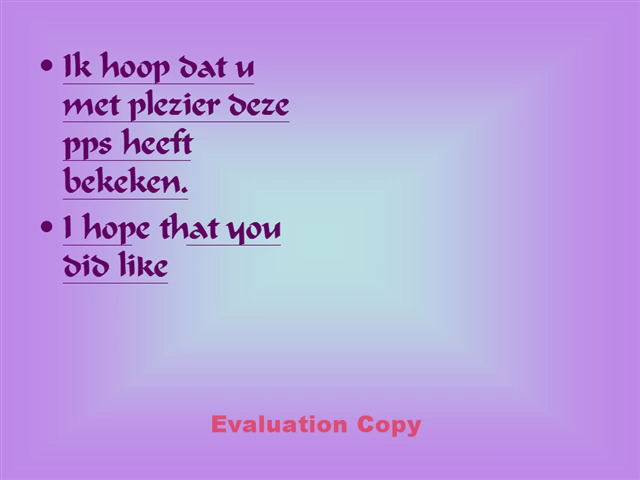 • Ik hoop dat u
met plezier deze
pps heeft
bekeken.
• I hope that you
did like
Evaluation Copy